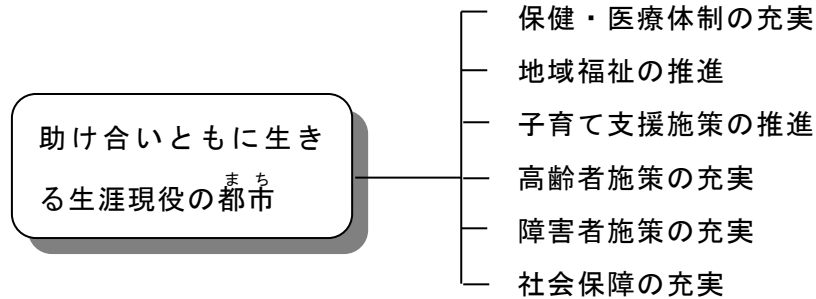 助け合いともに生き
る生涯現役の都市
まち
保健・医療体制の充実
地域福祉の推進
子育て支援施策の推進
高齢者施策の充実
障害者施策の充実
社会保障の充実